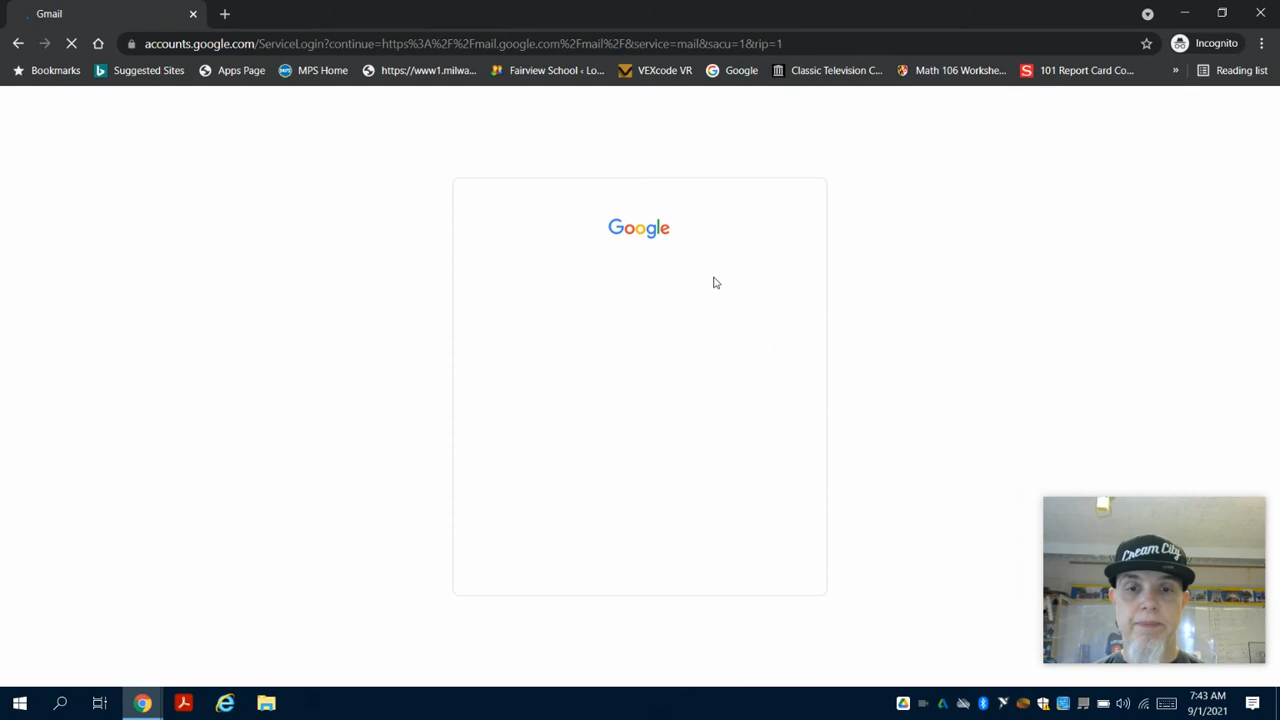 Gmail
accounts.google.com/ServiceLogin?continue=https%3A%2F%2Fmail.google.com%2Fmail%2F&service=mail&sacu=1&rip=1
Incognito
Bookmarks Suggested Sites Apps Page MPS Home https://www1.milwa... Fairview School ‹ Lo... VEXcode VR Google Classic Television C... Math 106 Workshe... 101 Report Card Co... » Reading list
Google
Cream City
7:43 AM
9/1/2021